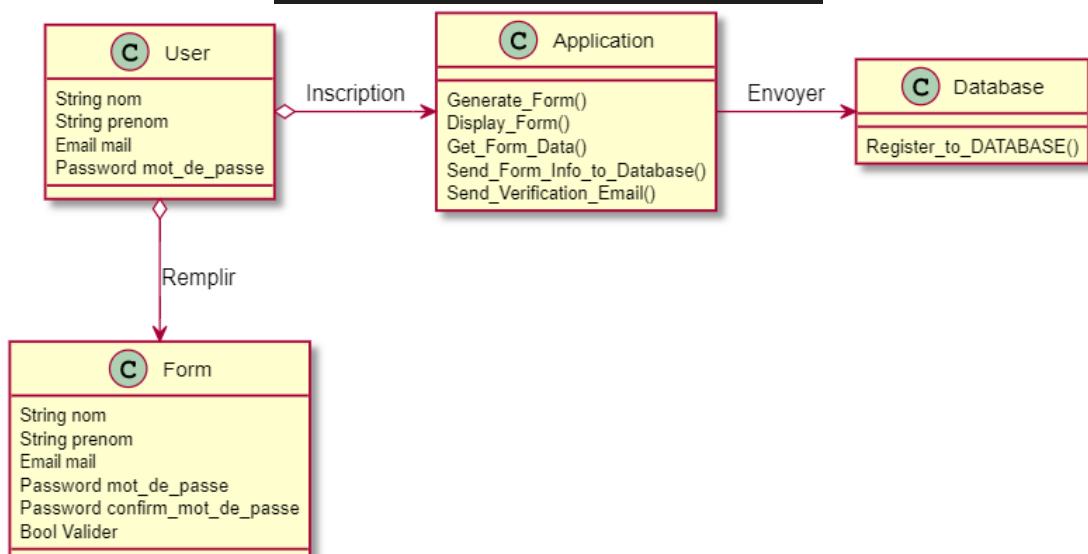 C User
String nom
String prenom
Email mail
Password mot_de_passe
Inscription
C Application
Generate_Form()
Display_Form()
Get_Form_Data()
Send_Form_Info_to_Database()
Send_Verification_Email()
Envoyer
C Database
Register_to_DATABASE()
Remplir
C Form
String nom
String prenom
Email mail
Password mot_de_passe
Password confirm_mot_de_passe
Bool Valider